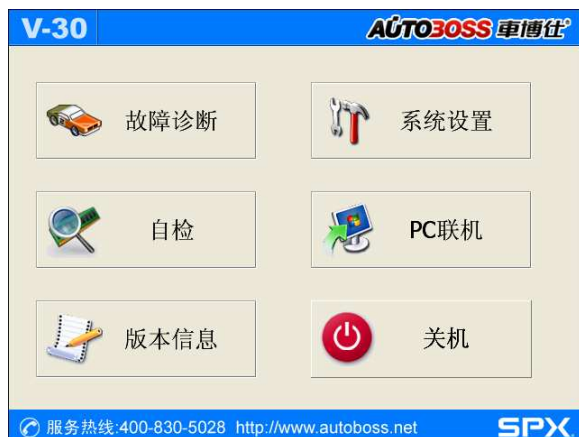 V-30 AUTOBOSS 車博仕®
故障诊断 系统设置
自检 PC联机
版本信息 关机
服务热线:400-830-5028 http://www.autoboss.net SPX